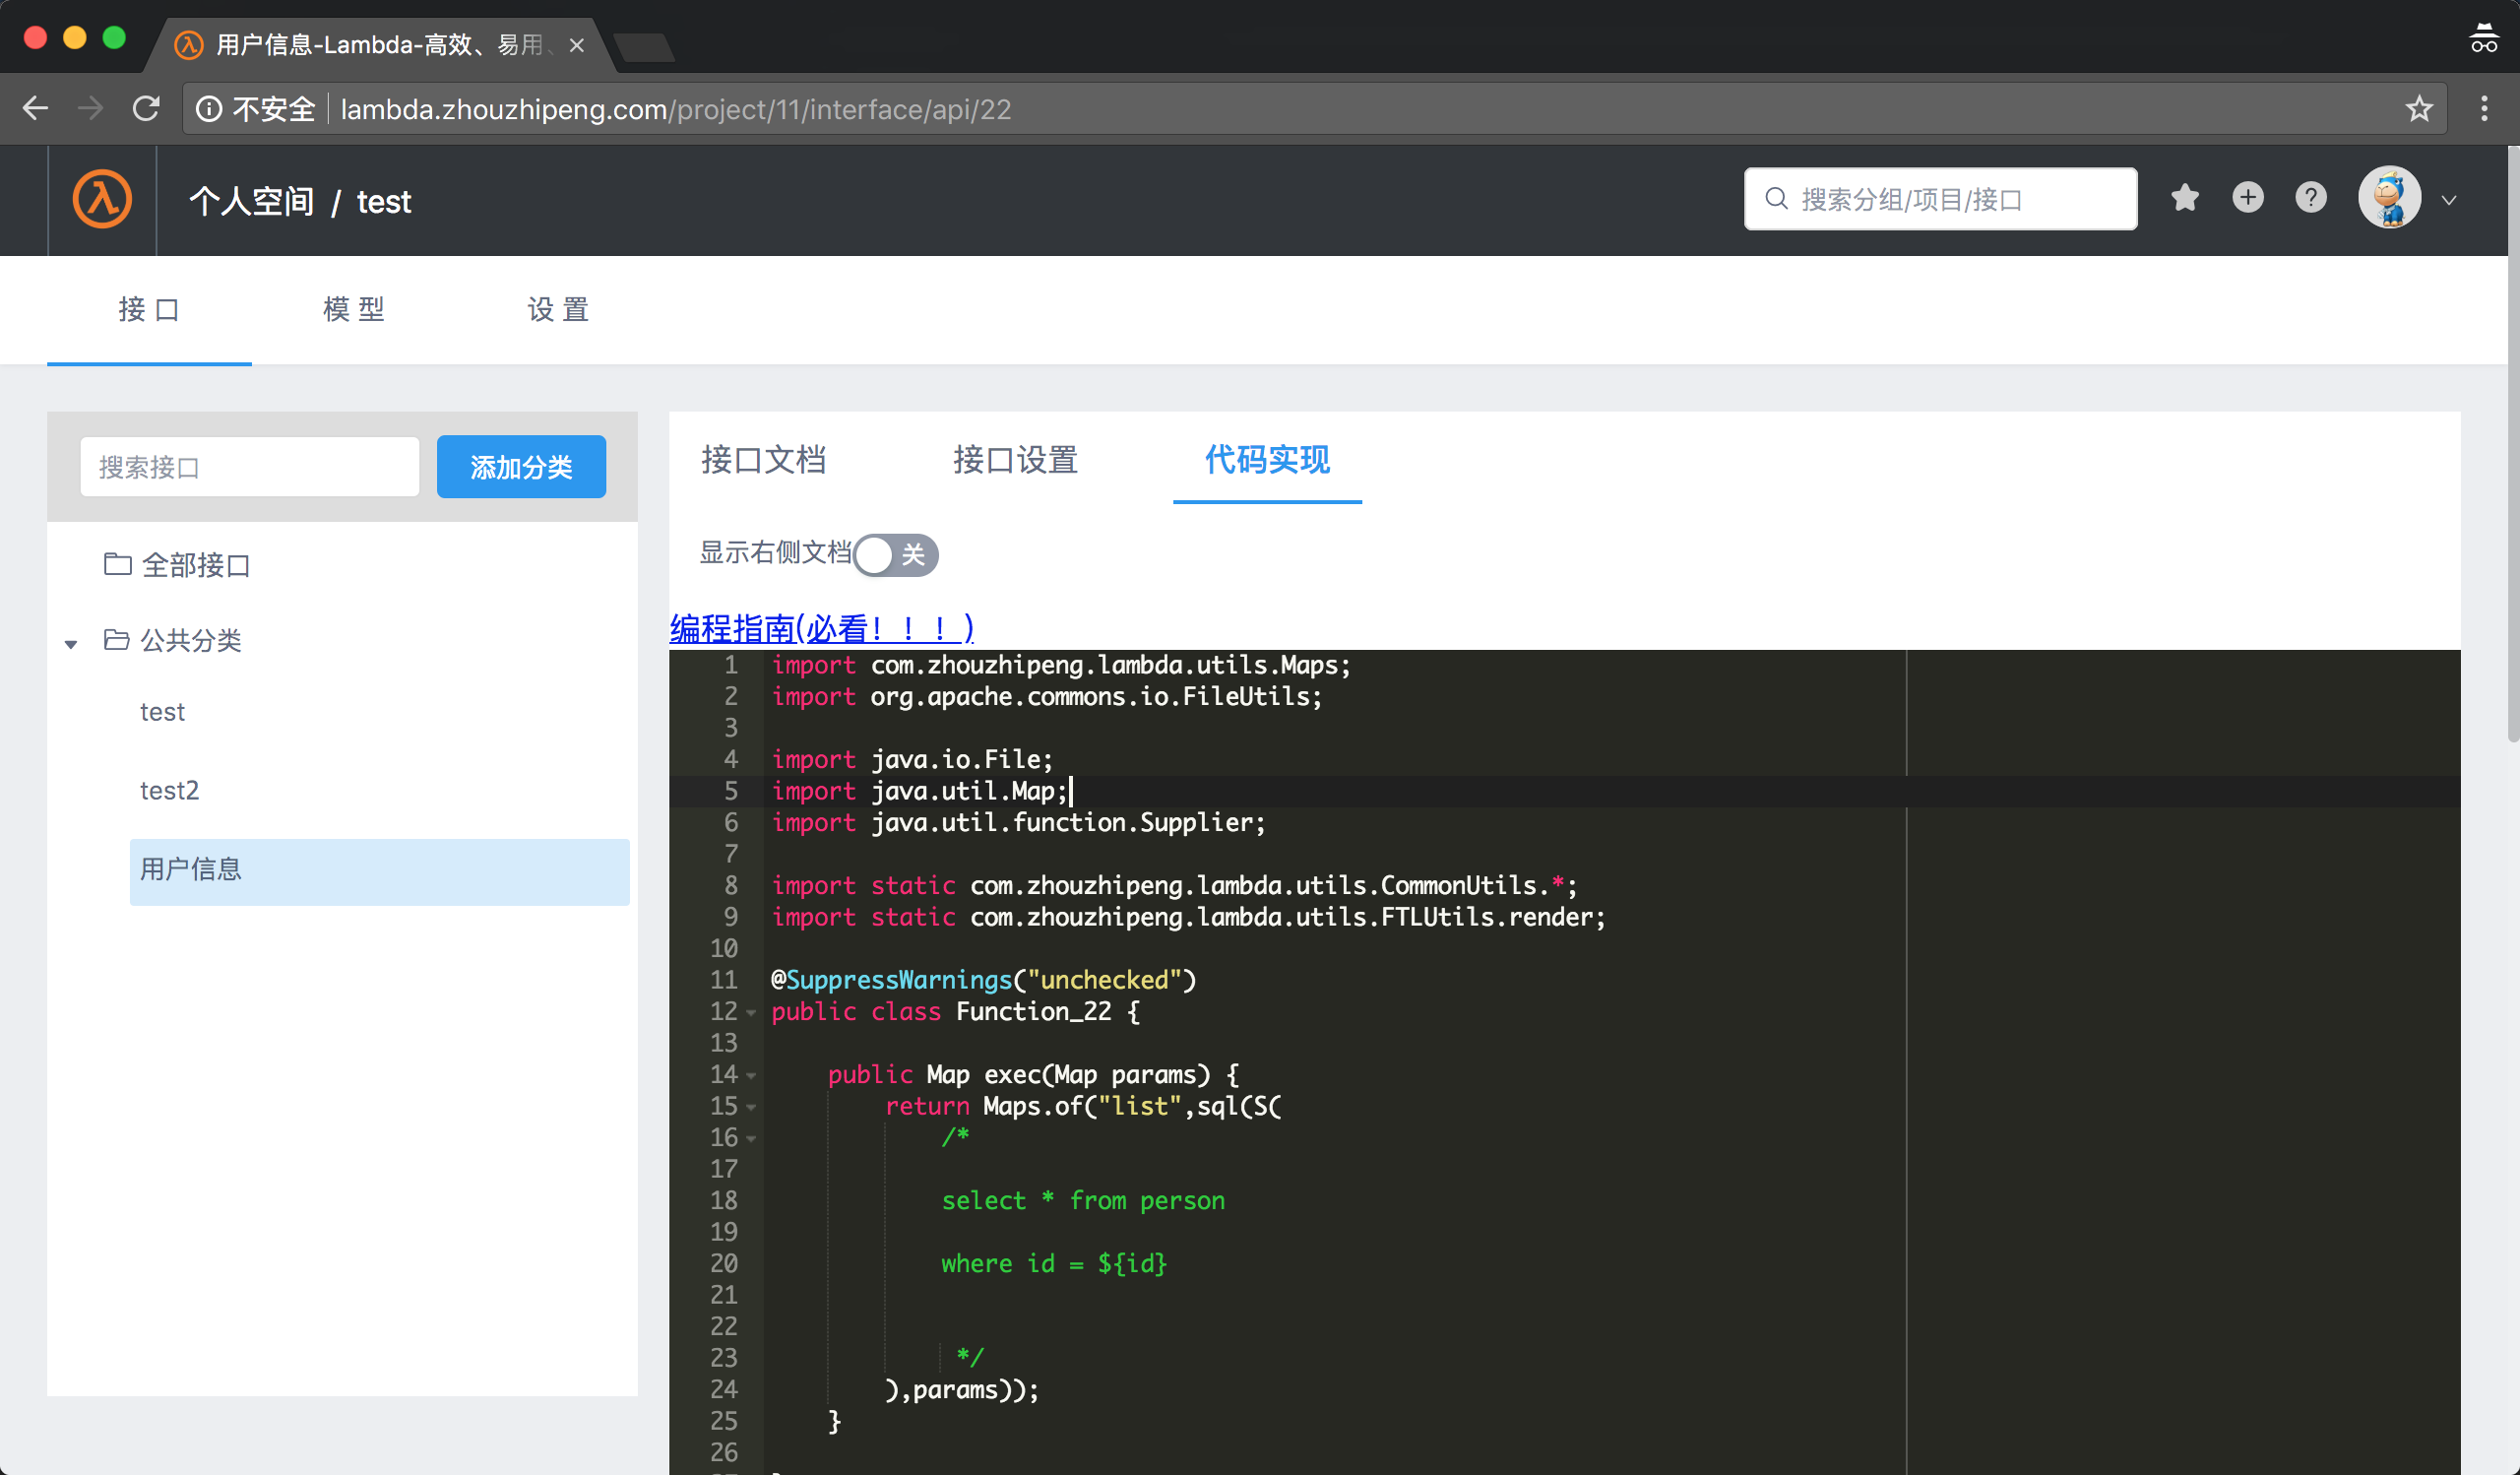 用户信息-Lambda-高效、易用、
不安全 lambda.zhouzhipeng.com/project/11/interface/api/22
个人空间 / test
搜索分组/项目/接口
接口 模型 设置
搜索接口
添加分类
全部接口
公共分类
test
test2
用户信息
接口文档 接口设置 代码实现
显示右侧文档 关
编程指南(必看！！！)
1 import com.zhouzhipeng.lambda.utils.Maps;
2 import org.apache.commons.io.FileUtils;
3
4 import java.io.File;
5 import java.util.Map;
6 import java.util.function.Supplier;
7
8 import static com.zhouzhipeng.lambda.utils.CommonUtils.*;
9 import static com.zhouzhipeng.lambda.utils.FTLUtils.render;
10
11 @SuppressWarnings("unchecked")
12 public class Function_22 {
13
14 public Map exec(Map params) {
15 return Maps.of("list",sql(S(
16 /*
17
18 select * from person
19
20 where id = ${id}
21
22
23 */
24 ),params));
25 }
26